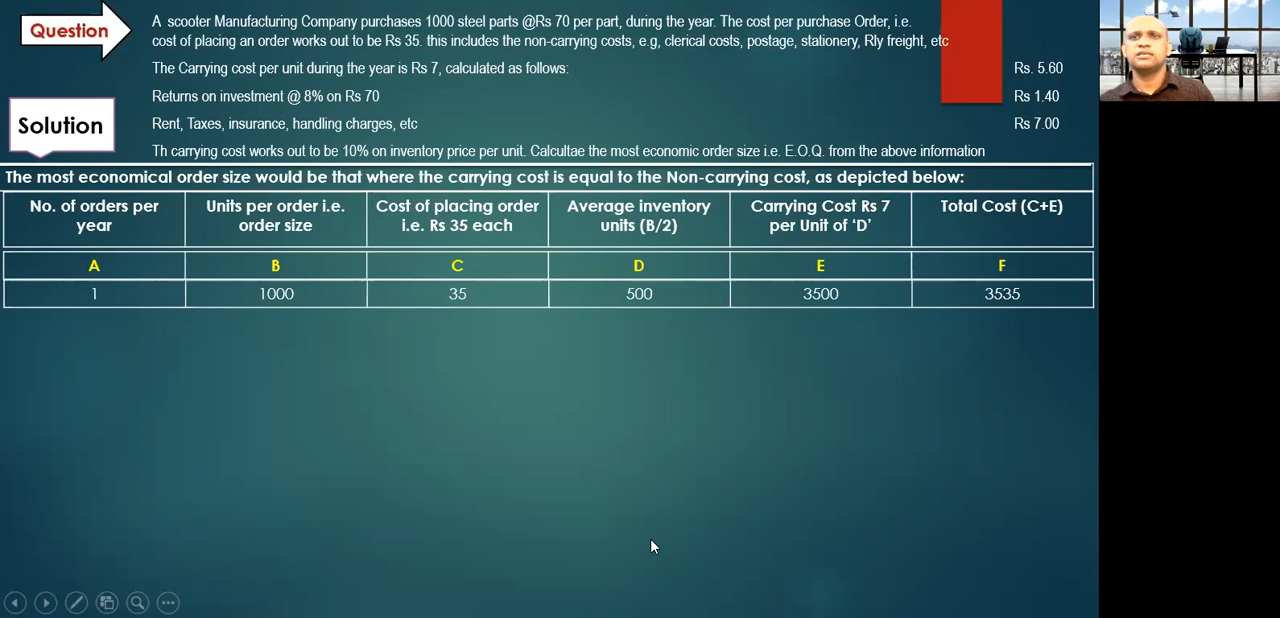 Question
A scooter Manufacturing Company purchases 1000 steel parts @Rs 70 per part, during the year. The cost per purchase Order, i.e.
cost of placing an order works out to be Rs 35. this includes the non-carrying costs, e.g, clerical costs, postage, stationery, Rly freight, etc
The Carrying cost per unit during the year is Rs 7, calculated as follows: Rs. 5.60
Returns on investment @ 8% on Rs 70 Rs 1.40
Solution
Rent, Taxes, insurance, handling charges, etc Rs 7.00
Th carrying cost works out to be 10% on inventory price per unit. Calcultae the most economic order size i.e. E.O.Q. from the above information
The most economical order size would be that where the carrying cost is equal to the Non-carrying cost, as depicted below:
No. of orders per year
Units per order i.e. order size
Cost of placing order i.e. Rs 35 each
Average inventory units (B/2)
Carrying Cost Rs 7 per Unit of ‘D’
Total Cost (C+E)
A B C D E F
1 1000 35 500 3500 3535